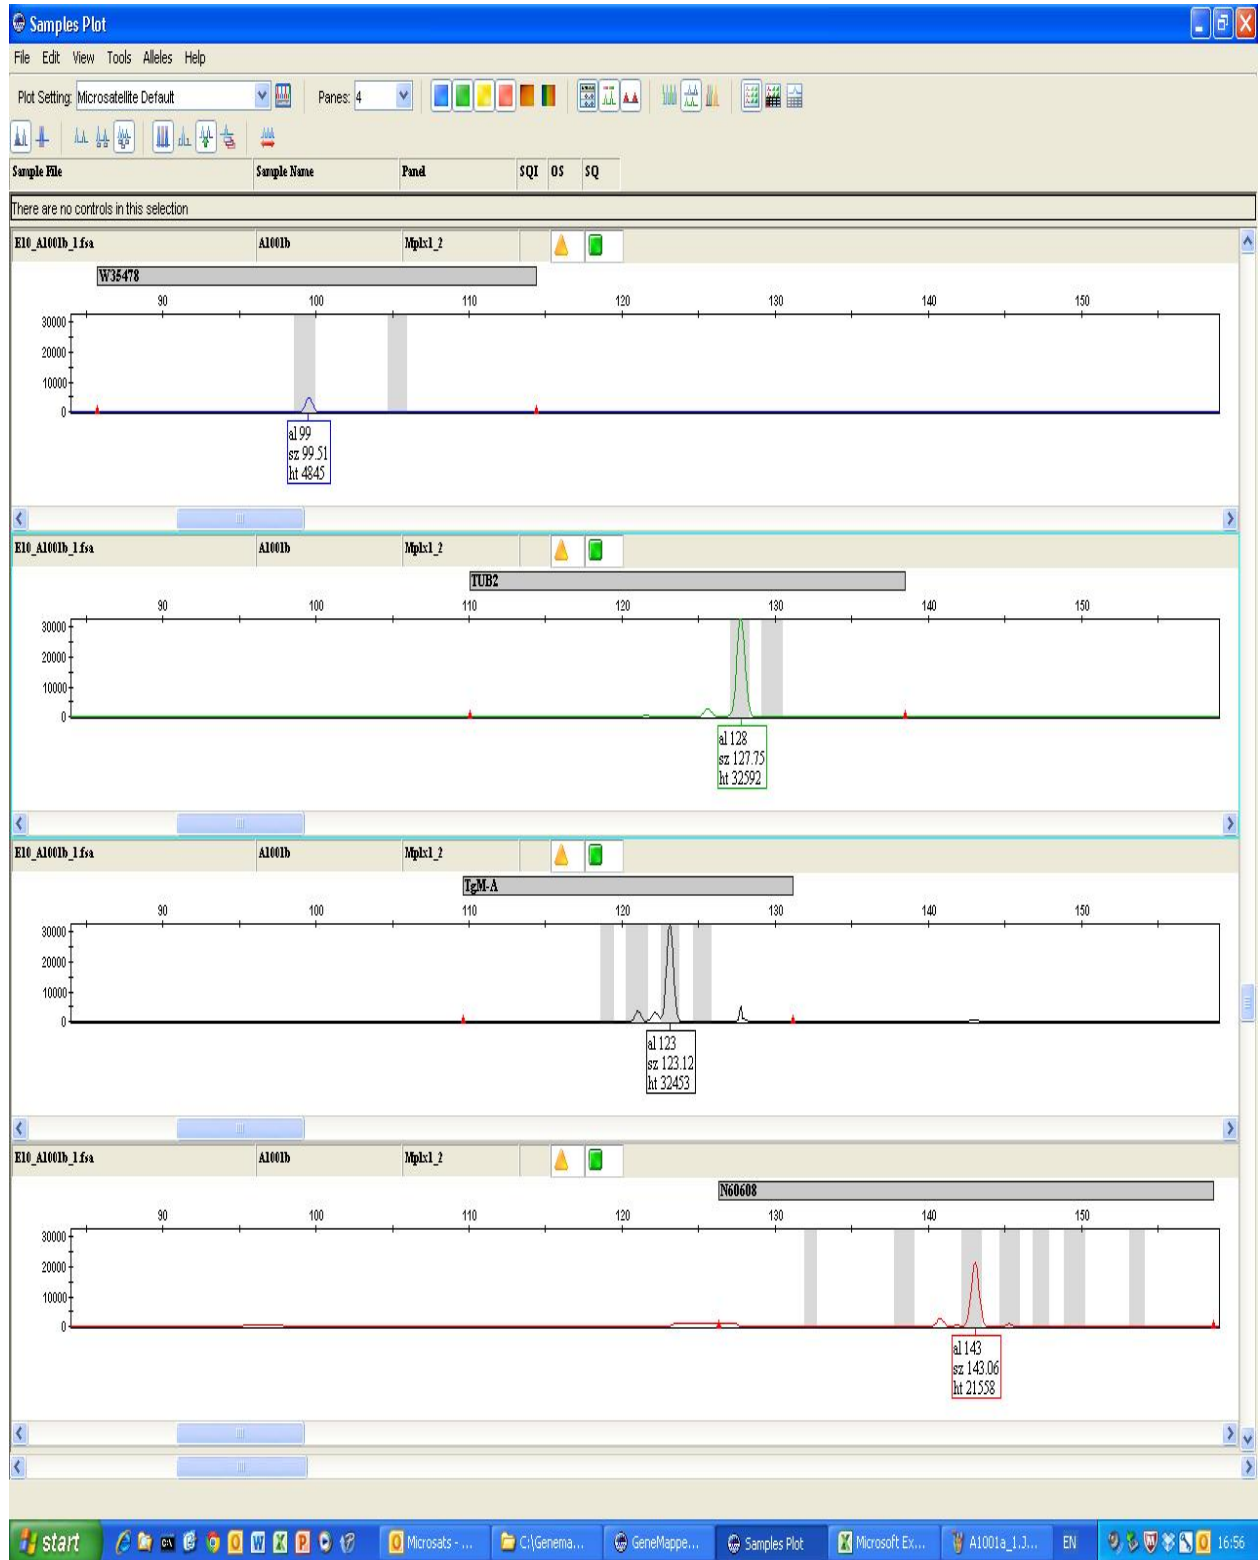 Samples Plot
File Edit View Tools Alleles Help
Plot Setting: Microsatellite Default Panes: 4
Sample File Sample Name Panel SQI OS SQ
There are no controls in this selection
E10_A1001b_1.fsa A1001b Mplx1_2
W35478
90 100 110 120 130 140 150
30000
20000
10000
0
al 99
sz 99.51
ht 4845
E10_A1001b_1.fsa A1001b Mplx1_2
TUB2
90 100 110 120 130 140 150
30000
20000
10000
0
al 128
sz 127.75
ht 32592
E10_A1001b_1.fsa A1001b Mplx1_2
TgM-A
90 100 110 120 130 140 150
30000
20000
10000
0
al 123
sz 123.12
ht 32453
E10_A1001b_1.fsa A1001b Mplx1_2
N60608
90 100 110 120 130 140 150
30000
20000
10000
0
al 143
sz 143.06
ht 21558
start Microsats - ... C:\Genema... GeneMappe... Samples Plot Microsoft Ex... A1001a_1.J... EN 16:56